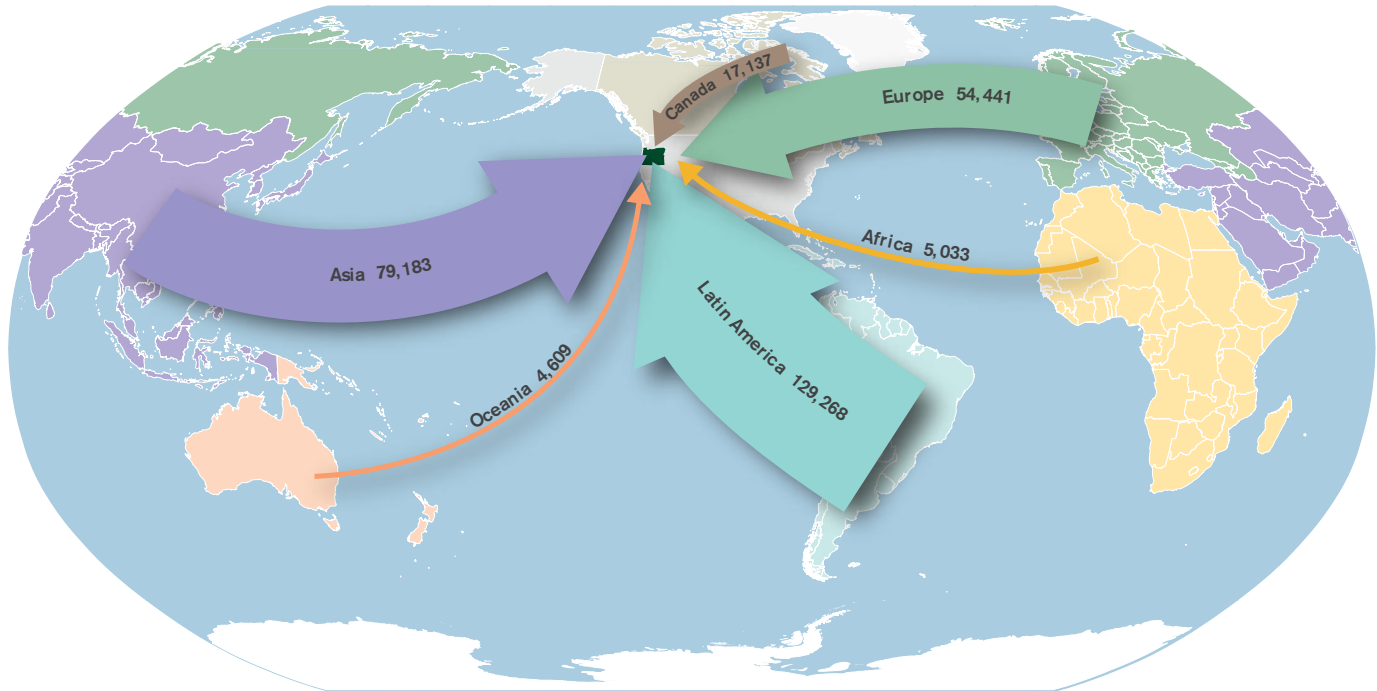 Canada 17,137
Europe 54,441
Asia 79,183
Africa 5,033
Latin America 129,268
Oceania 4,609